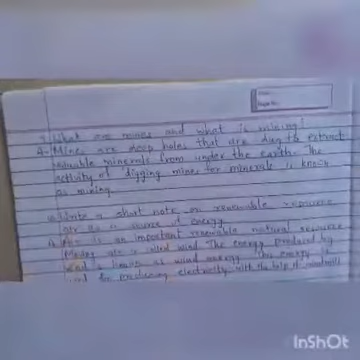 What are mines and what is mining?
A. Mines are deep holes that are dug to extract
valuable minerals from under the earth. The
activity of digging mines for minerals is know
as mining.
Write a short note on renewable resource
air as a source of energy.
A. Air is an important renewable natural resource
Moving air is called wind. The energy produced by
wind is known as wind energy. This energy is
used for producing electricity with the help of windmill
InShOt